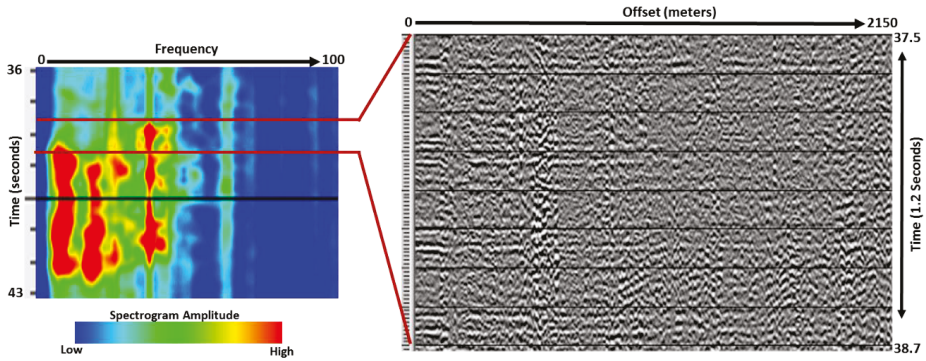 Frequency
0 100
36
Time (seconds)
43
Spectrogram Amplitude
Low High
Offset (meters)
0 2150
37.5
Time (1.2 Seconds)
38.7